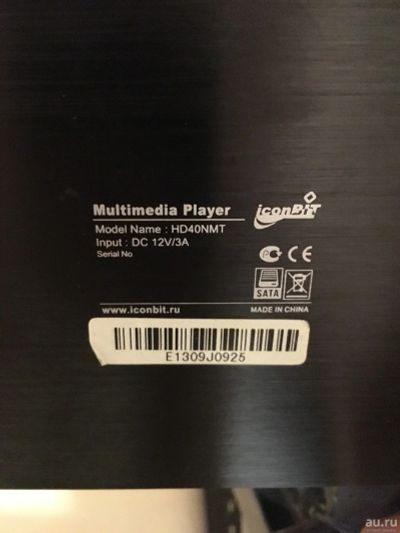 Multimedia Player
iconBIT
Model Name : HD40NMT
Input : DC 12V/3A
Serial No
SATA
www.iconbit.ru
MADE IN CHINA
E1309J0925
au.ru